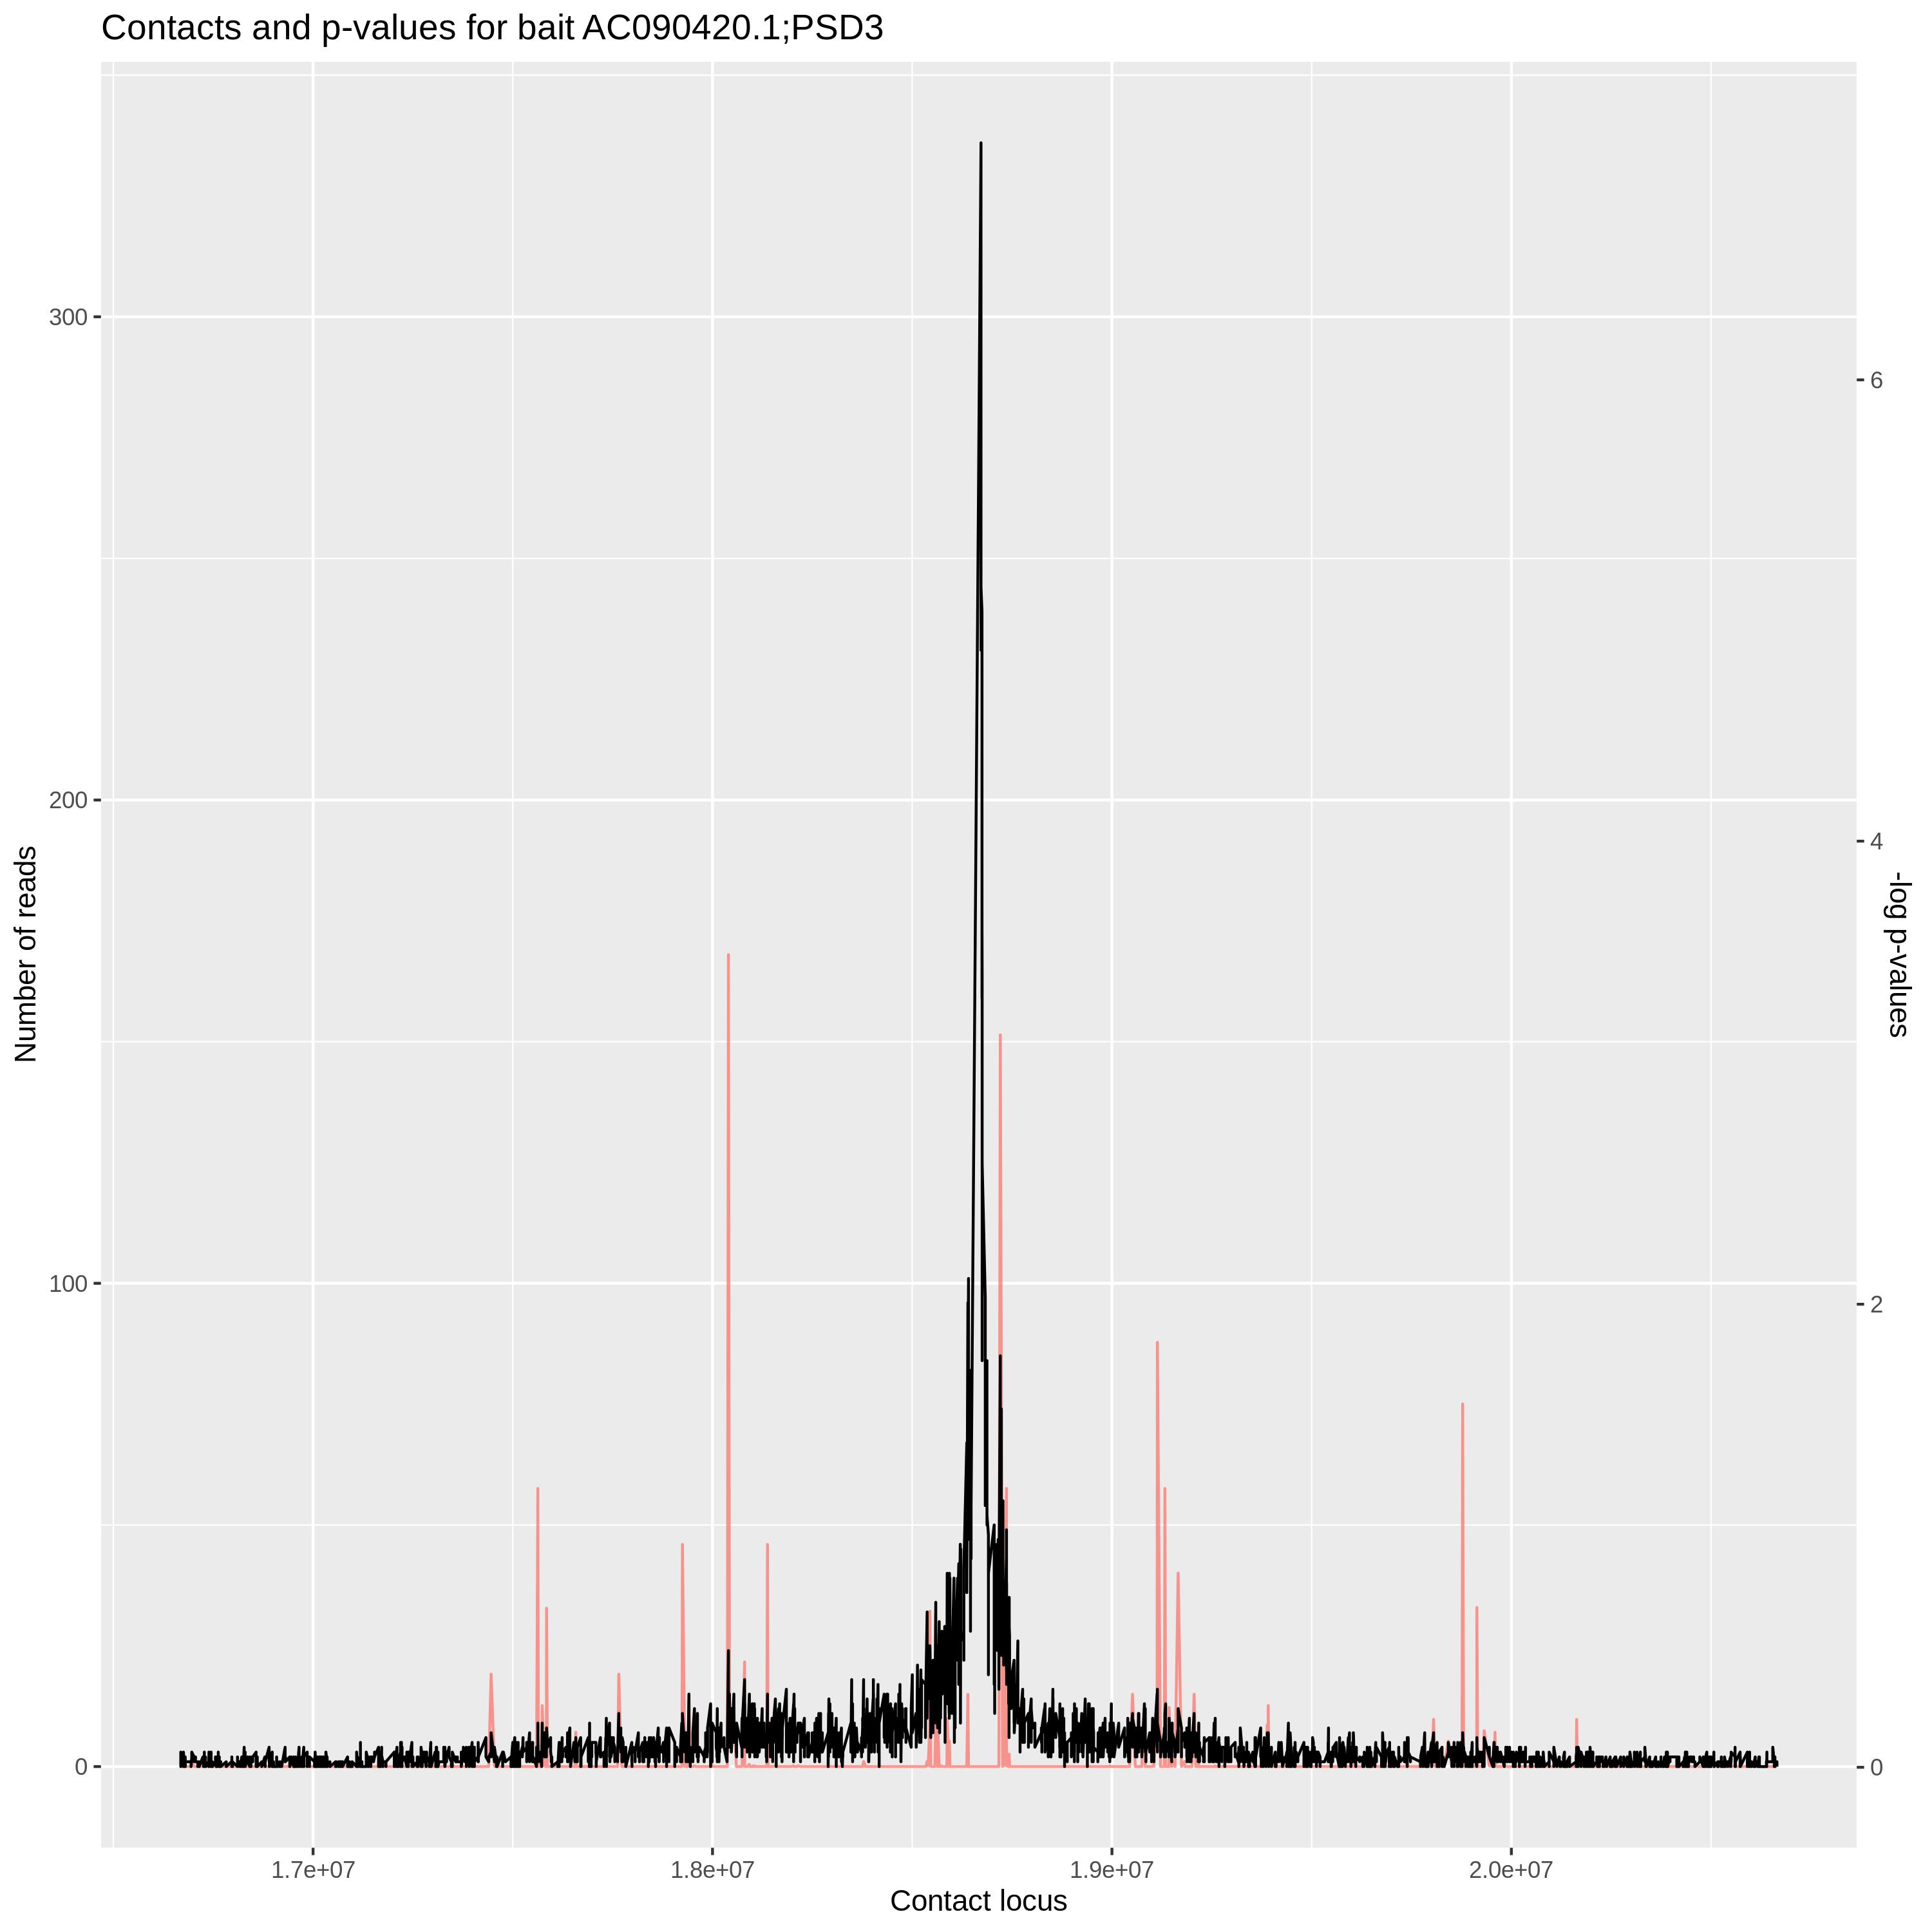 Contacts and p-values for bait AC090420.1;PSD3
Number of reads
300
200
100
0
6
4
2
0
-log p-values
1.7e+07
1.8e+07
1.9e+07
2.0e+07
Contact locus